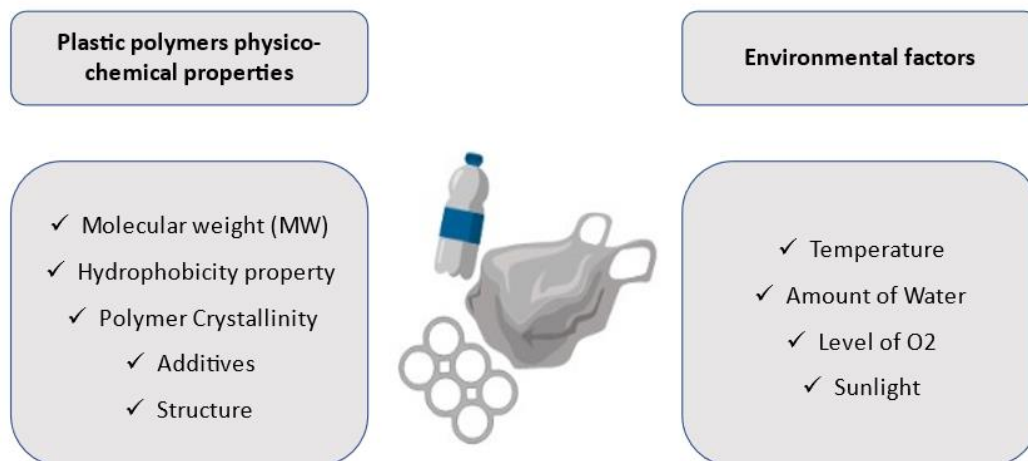 Plastic polymers physico-
chemical properties
Environmental factors
✓ Molecular weight (MW)
✓ Hydrophobicity property
✓ Polymer Crystallinity
✓ Additives
✓ Structure
✓ Temperature
✓ Amount of Water
✓ Level of O2
✓ Sunlight